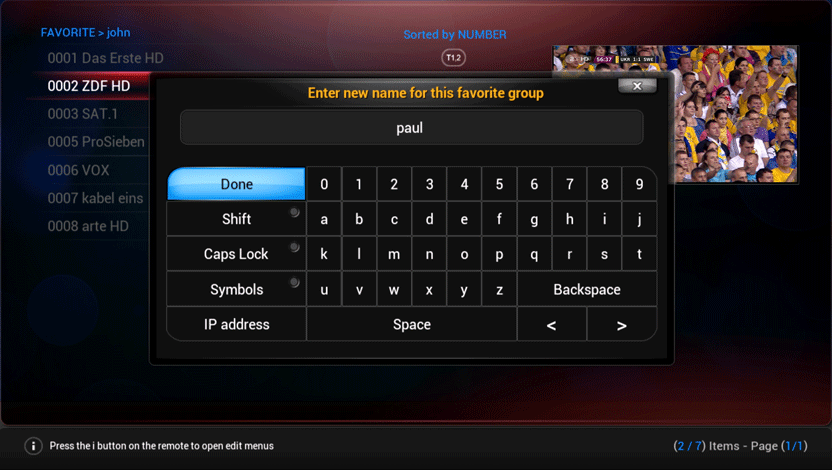 FAVORITE > john
Sorted by NUMBER
T1,2
0001 Das Erste HD
0002 ZDF HD
0003 SAT.1
0005 ProSieben
0006 VOX
0007 kabel eins
0008 arte HD
HD 56:37 UKR 1:1 SWE
Enter new name for this favorite group
paul
Done 0 1 2 3 4 5 6 7 8 9
Shift a b c d e f g h i j
Caps Lock k l m n o p q r s t
Symbols u v w x y z Backspace
IP address Space < >
i Press the i button on the remote to open edit menus
(2 / 7) Items - Page (1/1)